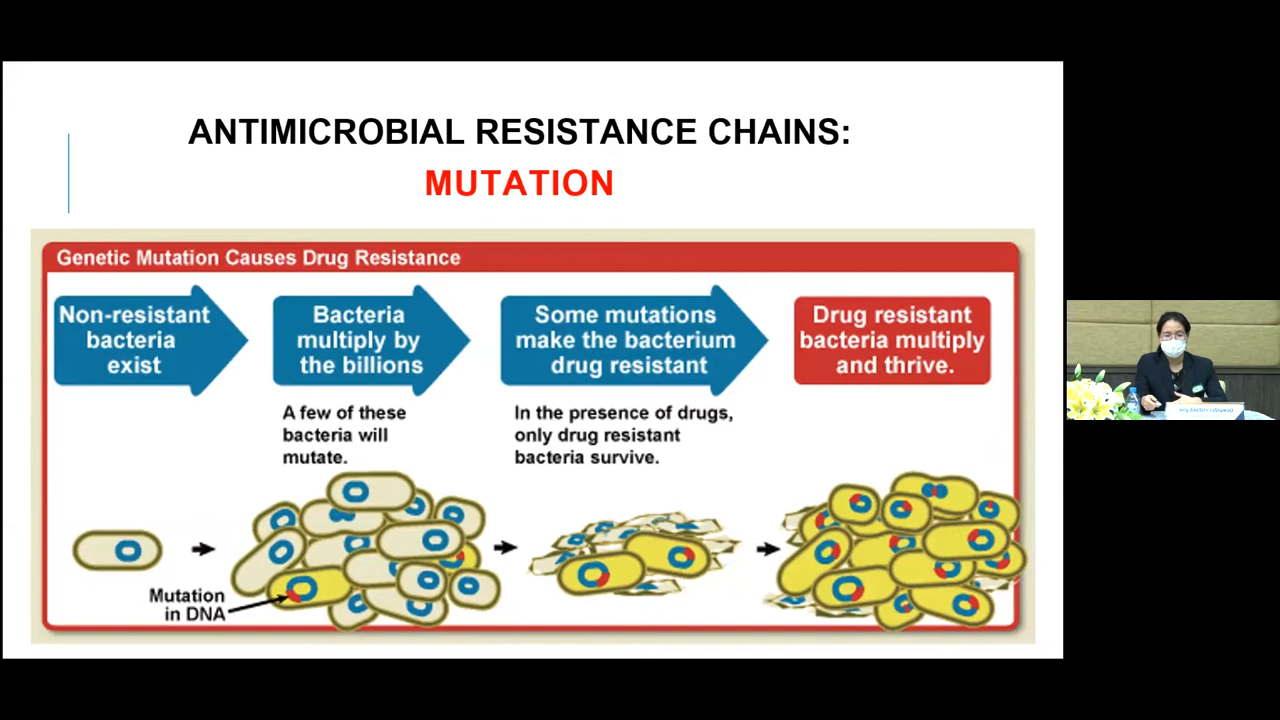 ANTIMICROBIAL RESISTANCE CHAINS:
MUTATION
Genetic Mutation Causes Drug Resistance
Non-resistant
bacteria
exist
Bacteria
multiply by
the billions
Some mutations
make the bacterium
drug resistant
Drug resistant
bacteria multiply
and thrive.
A few of these
bacteria will
mutate.
In the presence of drugs,
only drug resistant
bacteria survive.
Mutation
in DNA